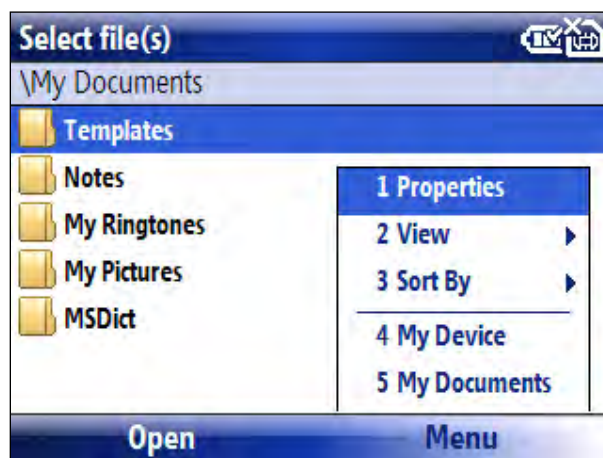 Select file(s)
\My Documents
Templates
Notes
My Ringtones
My Pictures
MSDict
1 Properties
2 View
3 Sort By
4 My Device
5 My Documents
Open
Menu